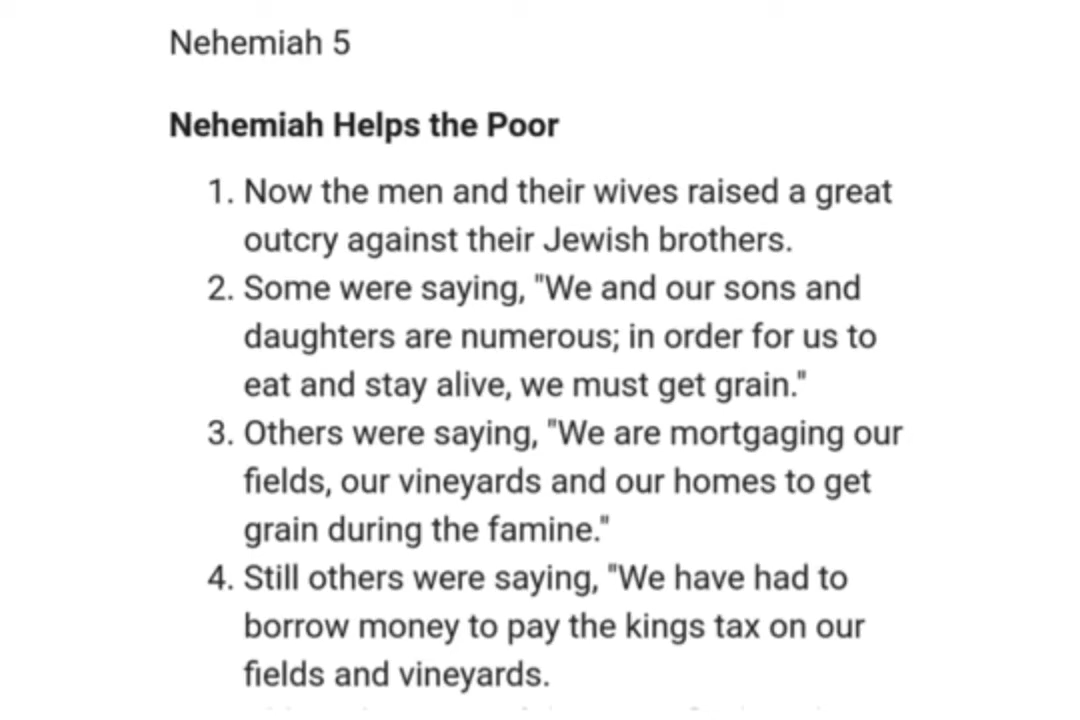 Nehemiah 5
Nehemiah Helps the Poor
1. Now the men and their wives raised a great
outcry against their Jewish brothers.
2. Some were saying, "We and our sons and
daughters are numerous; in order for us to
eat and stay alive, we must get grain."
3. Others were saying, "We are mortgaging our
fields, our vineyards and our homes to get
grain during the famine."
4. Still others were saying, "We have had to
borrow money to pay the kings tax on our
fields and vineyards.